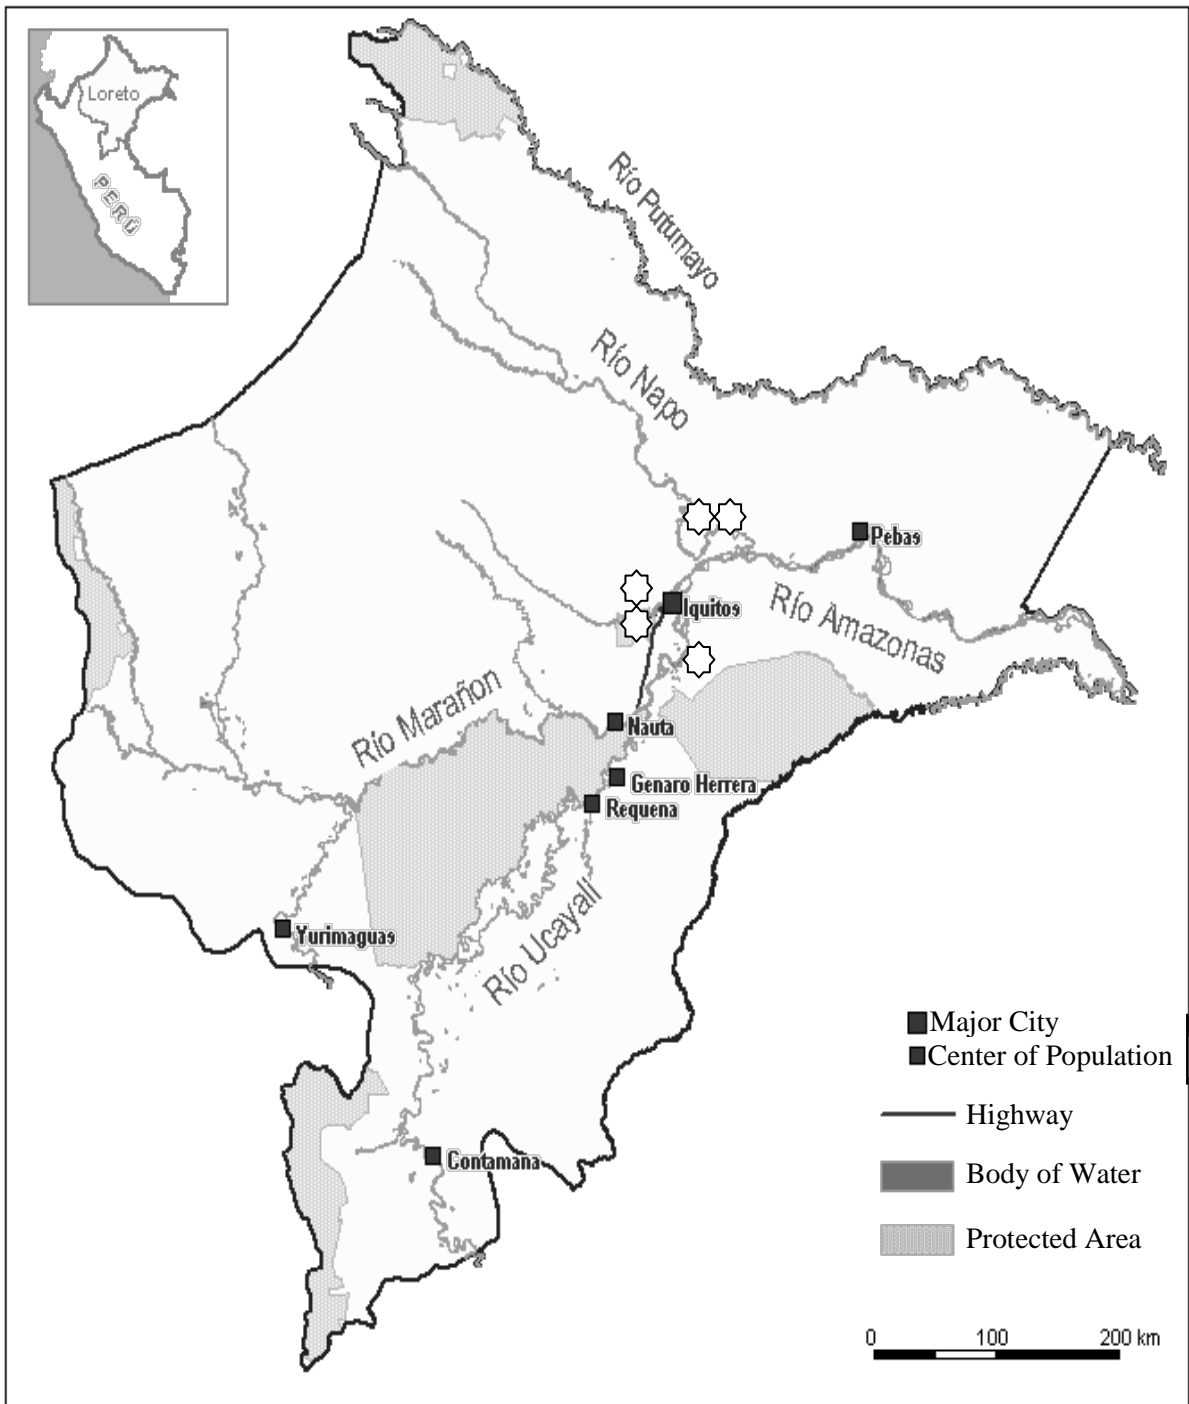 Loreto
PERÚ
Río Putumayo
Río Napo
Pebas
Iquitos
Río Amazonas
Río Marañon
Nauta
Genaro Herrera
Requena
Río Ucayali
Yurimaguas
Contamana
Major City
Center of Population
Highway
Body of Water
Protected Area
0 100 200 km